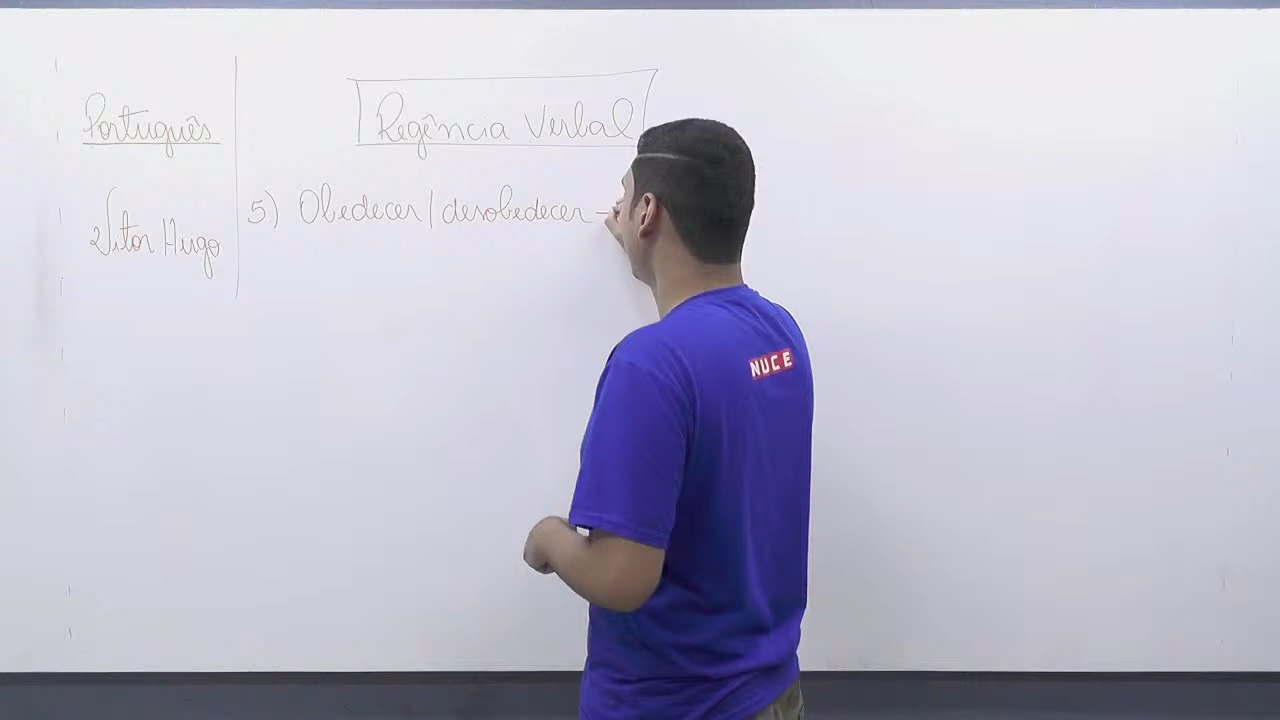 Português
Vitor Hugo
Regência Verbal
5) Obedecer/desobedecer -
NUCE